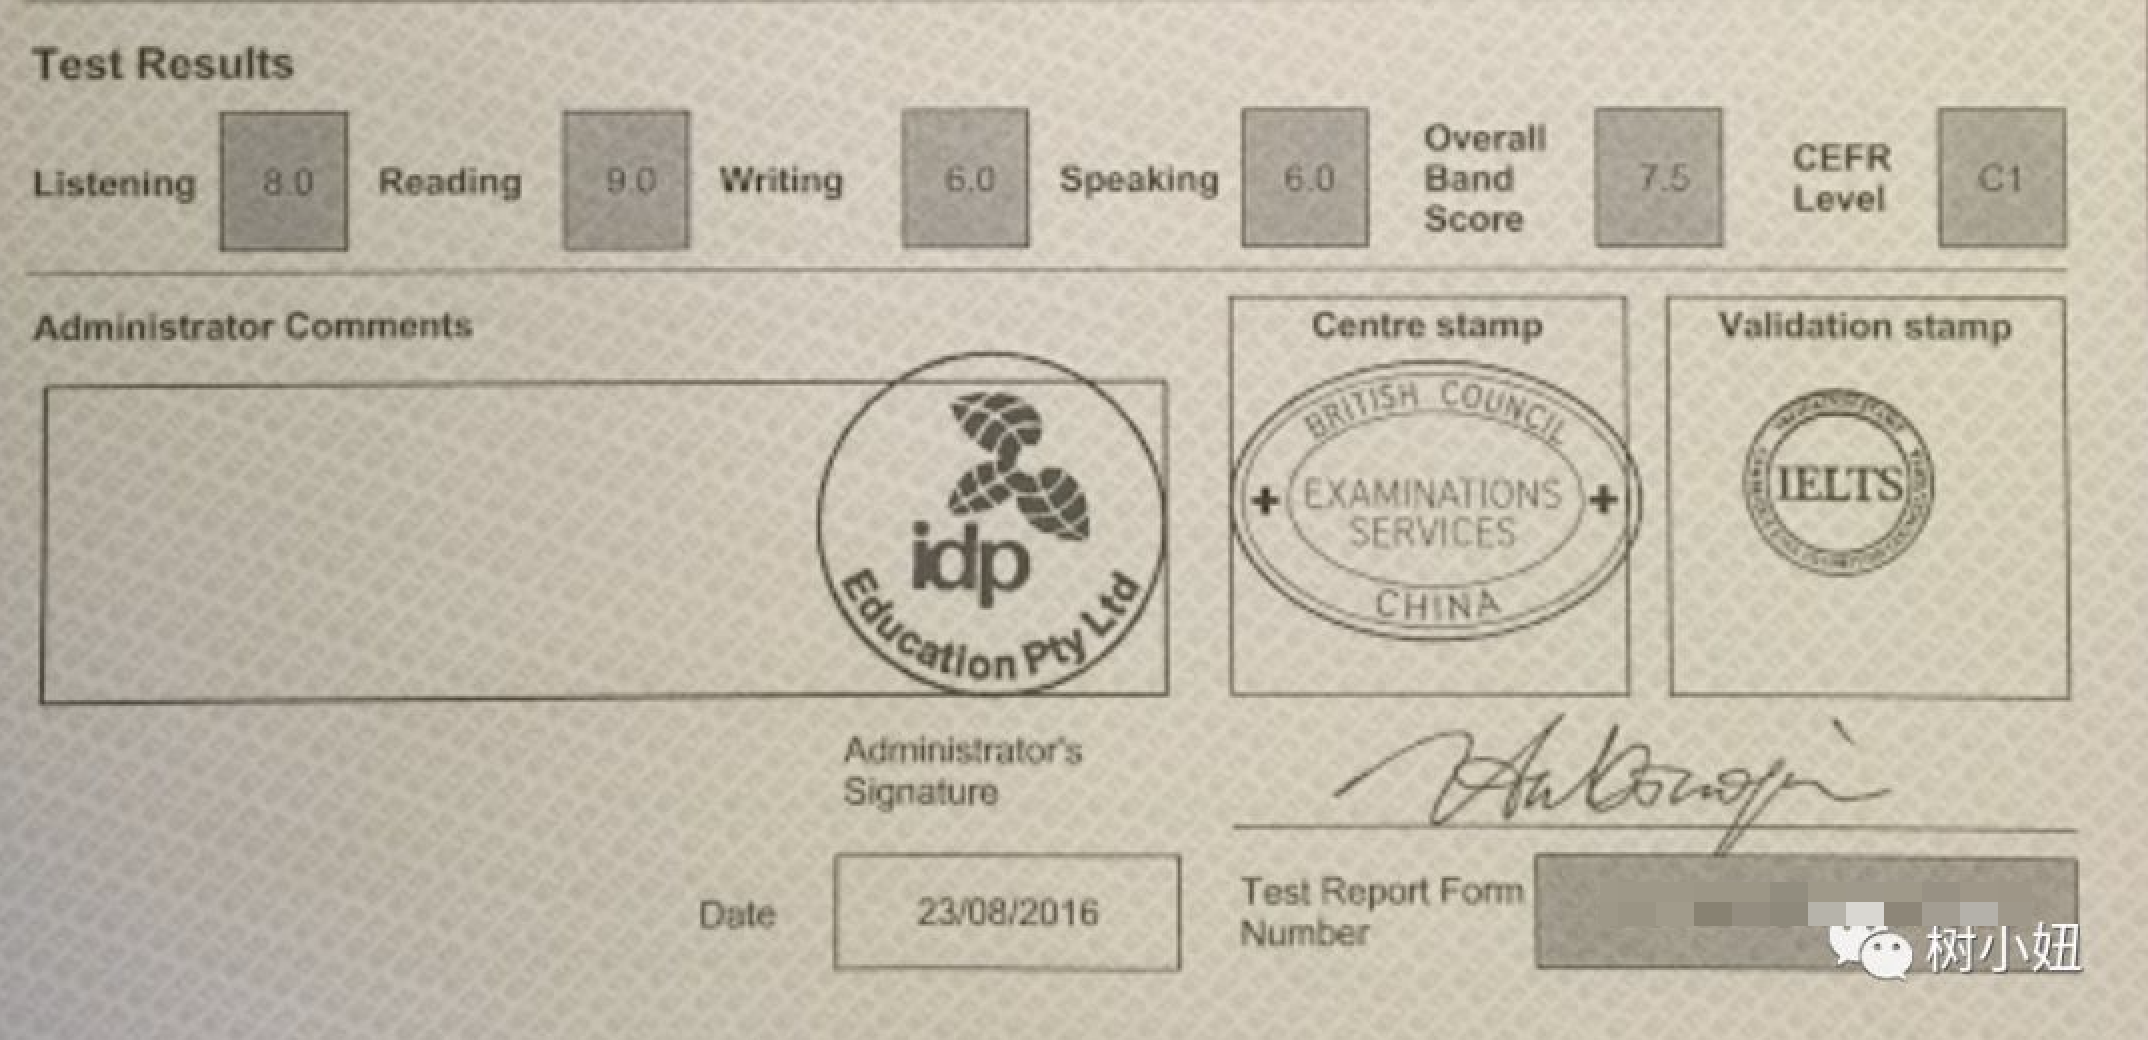 Test Results
Listening 8.0 Reading 9.0 Writing 6.0 Speaking 6.0 Overall Band Score 7.5 CEFR Level C1
Administrator Comments
Centre stamp
Validation stamp
idp
Education Pty Ltd
BRITISH COUNCIL
EXAMINATIONS
SERVICES
CHINA
IELTS
Administrator's
Signature
Date 23/08/2016
Test Report Form
Number
树小妞